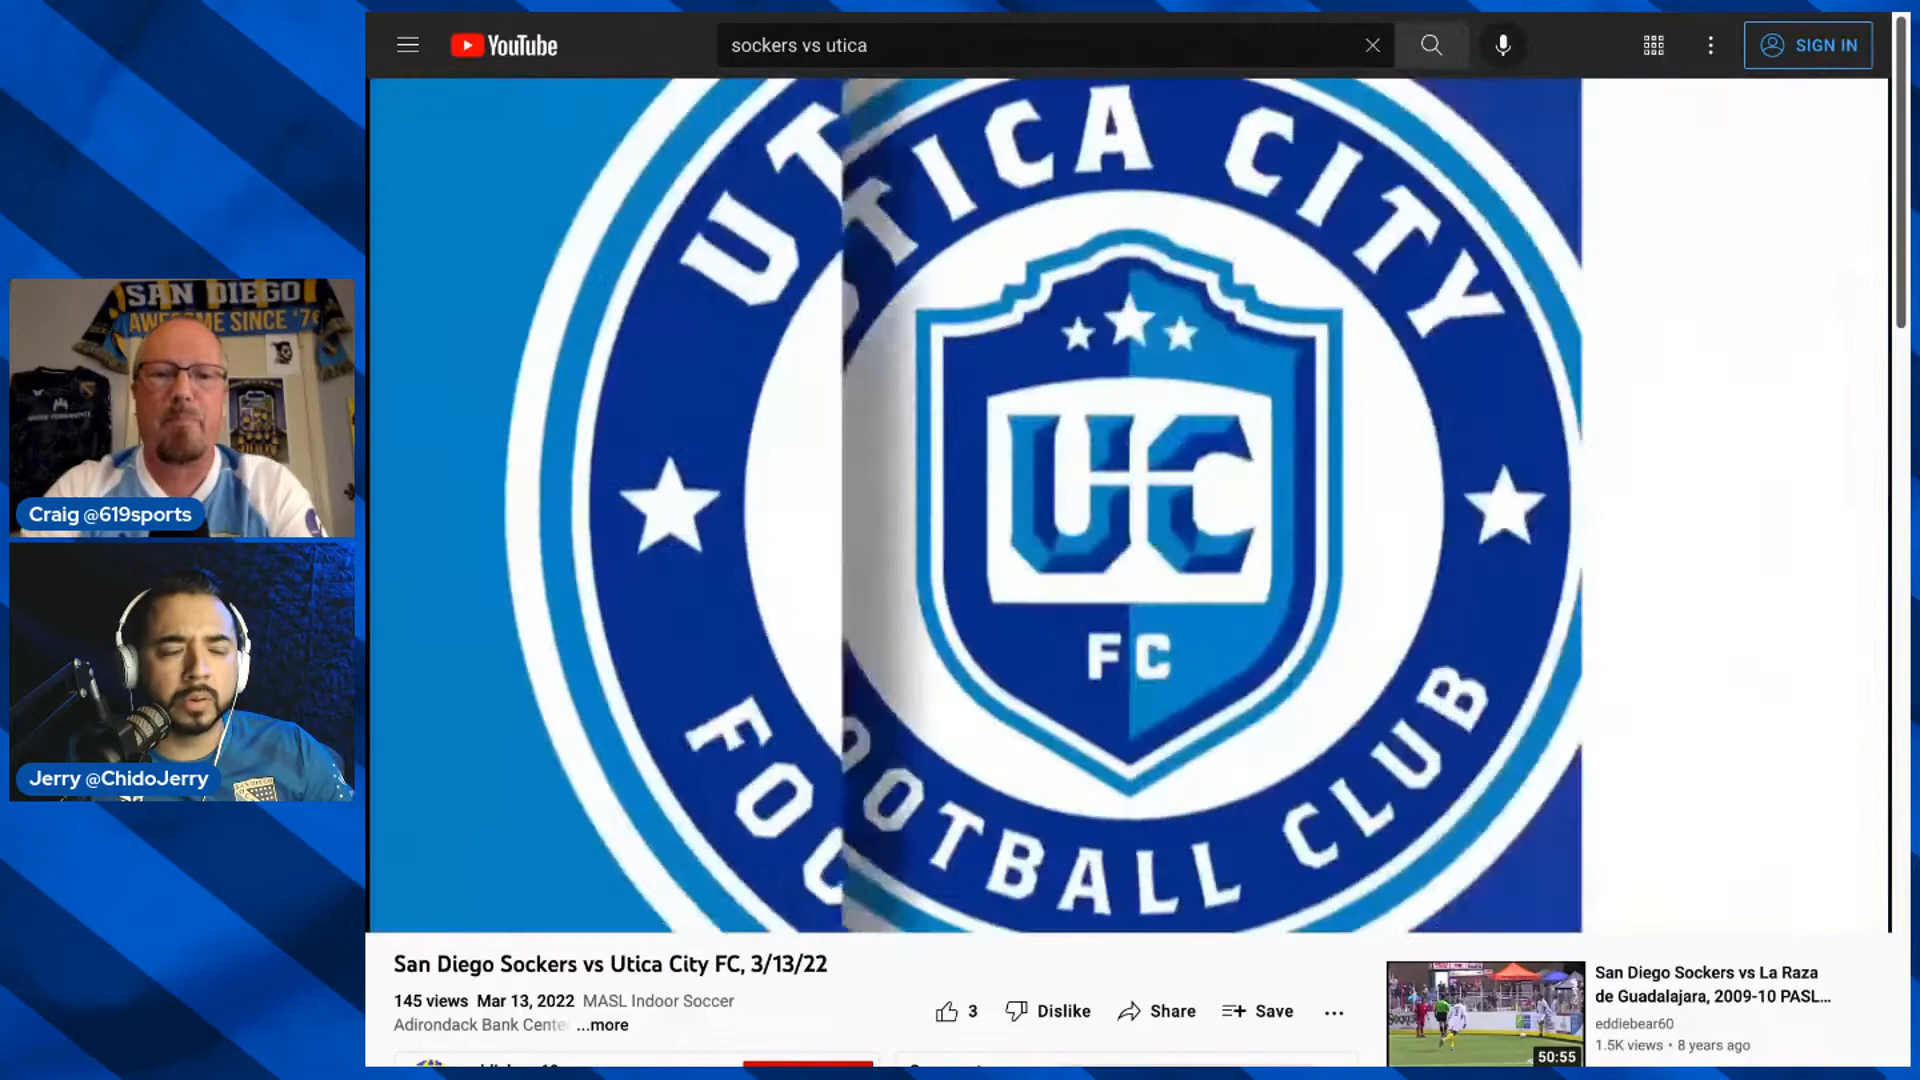 YouTube
sockers vs utica
SIGN IN
UTICA CITY
UC
FC
FOOTBALL CLUB
SAN DIEGO
AWESOME SINCE '76
Craig @619sports
Jerry @ChidoJerry
San Diego Sockers vs Utica City FC, 3/13/22
145 views Mar 13, 2022 MASL Indoor Soccer
Adirondack Bank Cente ...more
3
Dislike
Share
Save
San Diego Sockers vs La Raza
de Guadalajara, 2009-10 PASL...
eddiebear60
1.5K views • 8 years ago
50:55